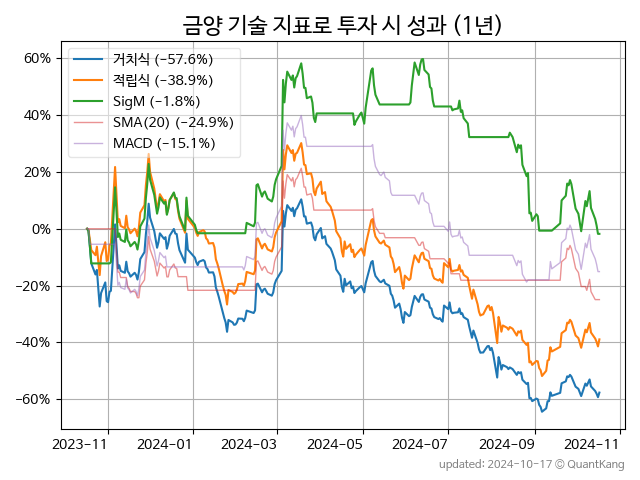 금양 기술 지표로 투자 시 성과 (1년)
거치식 (−57.6%)
적립식 (−38.9%)
SigM (−1.8%)
SMA(20) (−24.9%)
MACD (−15.1%)
60%
40%
20%
0%
−20%
−40%
−60%
2023-11 2024-01 2024-03 2024-05 2024-07 2024-09 2024-11
updated: 2024-10-17 © QuantKang